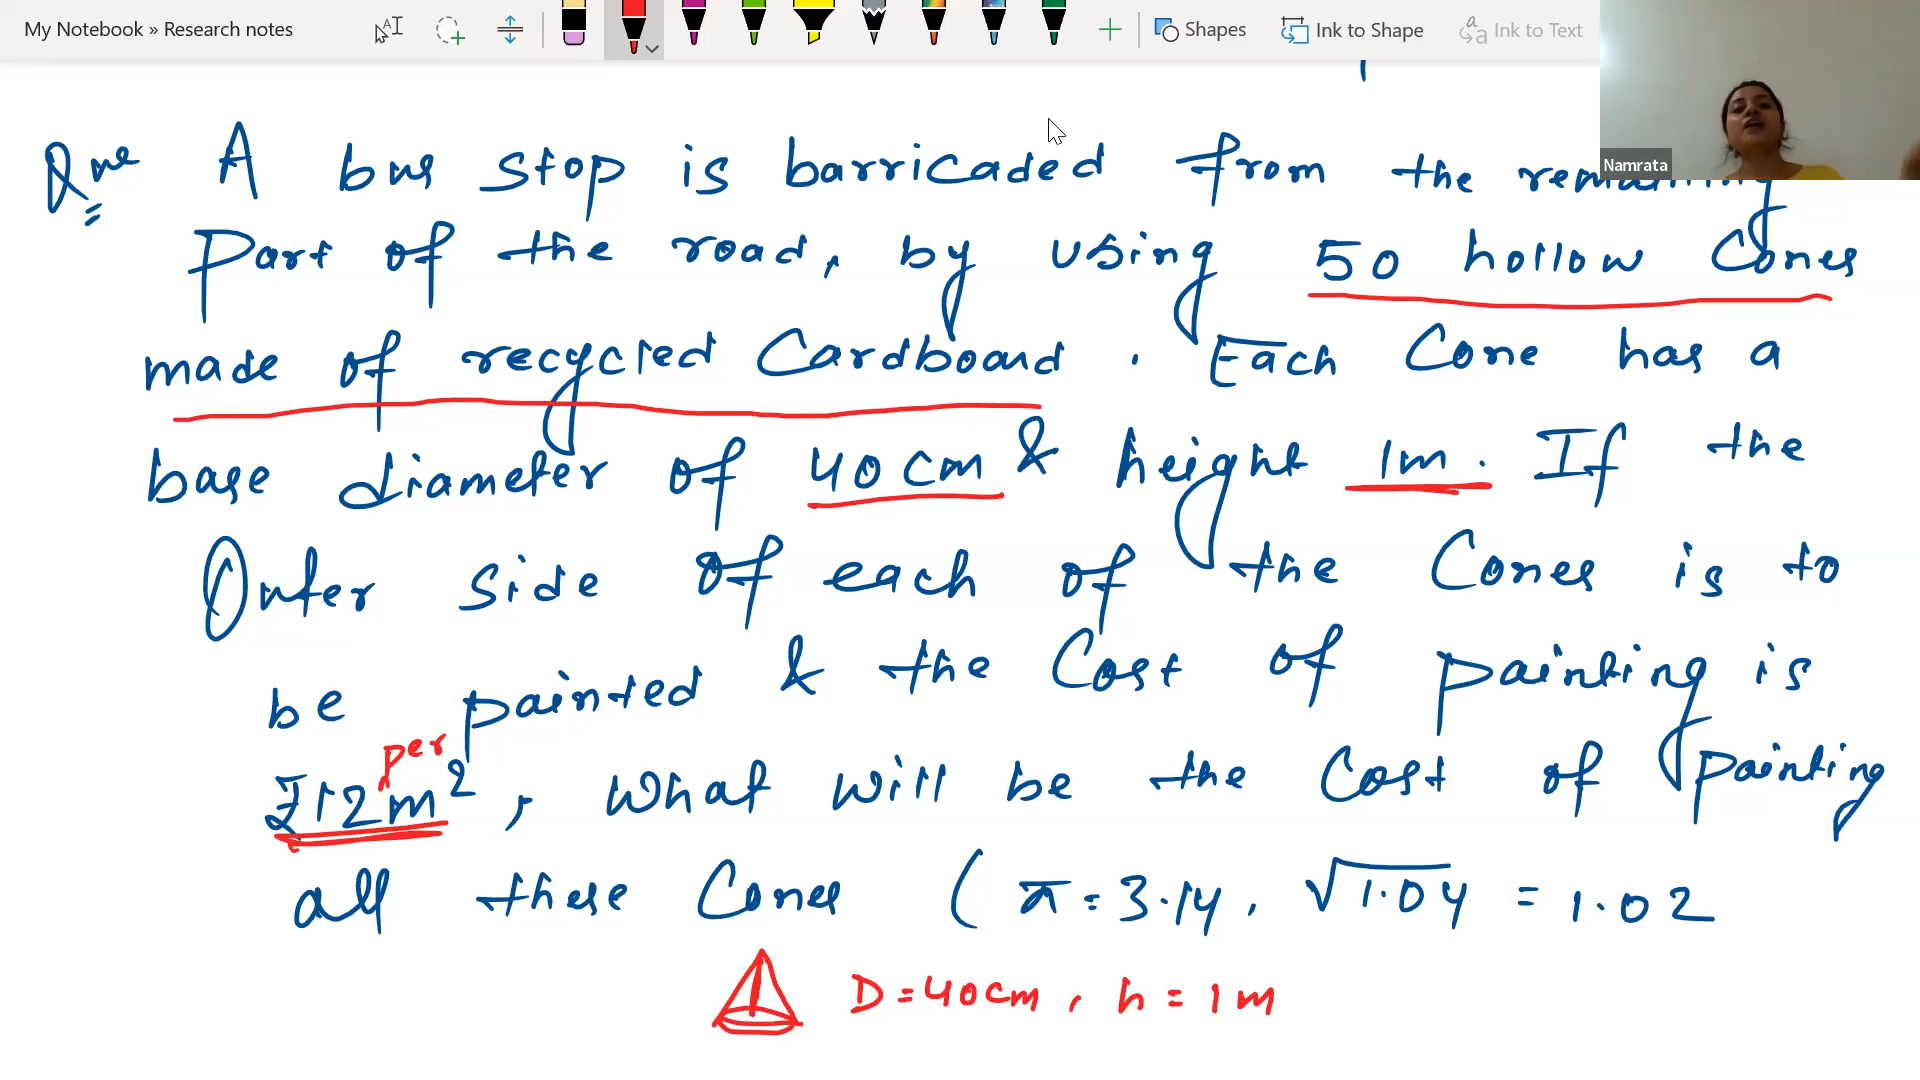 My Notebook » Research notes
Shapes
Ink to Shape
Ink to Text
Namrata
Que A bus stop is barricaded from the remaining
Part of the road, by using 50 hollow Cones
made of recycled Cardboard. Each Cone has a
base diameter of 40 cm & height 1m. If the
Outer side of each of the Cones is to
be painted & the Cost of painting is
per
₹12 m², What will be the Cost of painting
all these Cones (π = 3.14, √1.04 = 1.02
D = 40cm, h = 1m